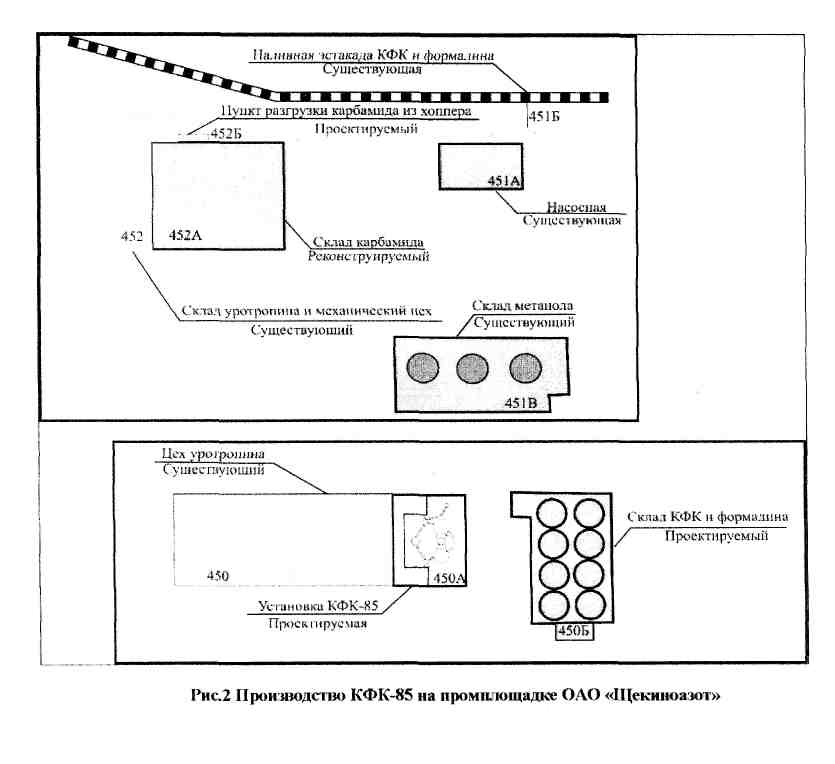 Наливная эстакада КФК и формалина
Существующая
451Б
Пункт разгрузки карбамида из хоппера
Проектируемый
452Б
451А
Насосная
Существующая
452
452А
Склад карбамида
Реконструируемый
Склад уротропина и механический цех
Существующий
Склад метанола
Существующий
451В
Цех уротропина
Существующий
450
450А
Установка КФК-85
Проектируемая
Склад КФК и формалина
Проектируемый
450Б
Рис.2 Производство КФК-85 на промплощадке ОАО «Щекиноазот»